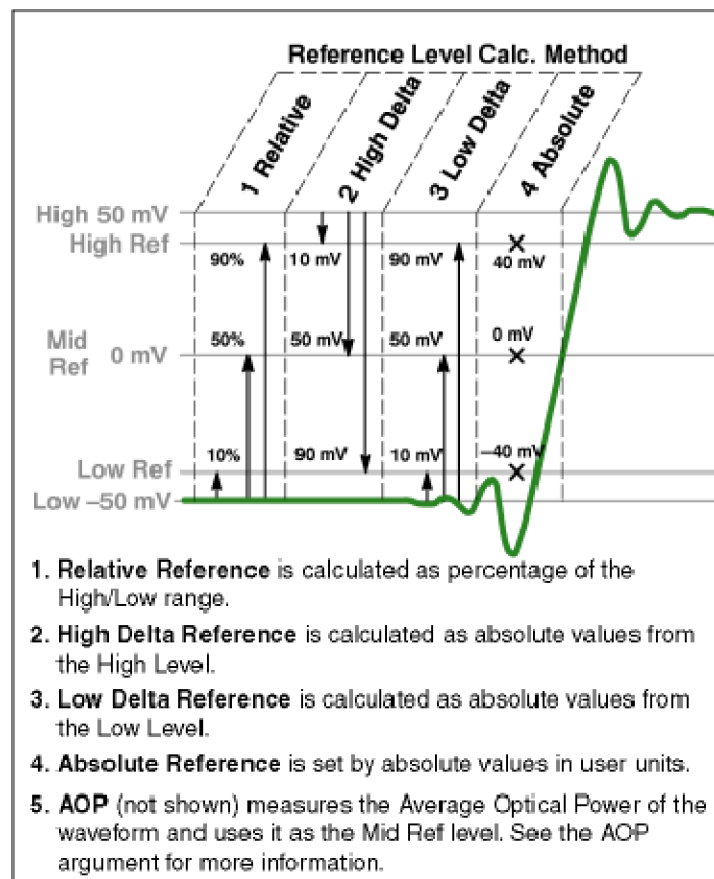 Reference Level Calc. Method
1 Relative
2 High Delta
3 Low Delta
4 Absolute
High 50 mV
High Ref
90%
10 mV
90 mV
40 mV
Mid
Ref
0 mV
50%
50 mV
50 mV
0 mV
Low Ref
10%
90 mV
10 mV
–40 mV
Low –50 mV
1. Relative Reference is calculated as percentage of the
High/Low range.
2. High Delta Reference is calculated as absolute values from
the High Level.
3. Low Delta Reference is calculated as absolute values from
the Low Level.
4. Absolute Reference is set by absolute values in user units.
5. AOP (not shown) measures the Average Optical Power of the
waveform and uses it as the Mid Ref level. See the AOP
argument for more information.